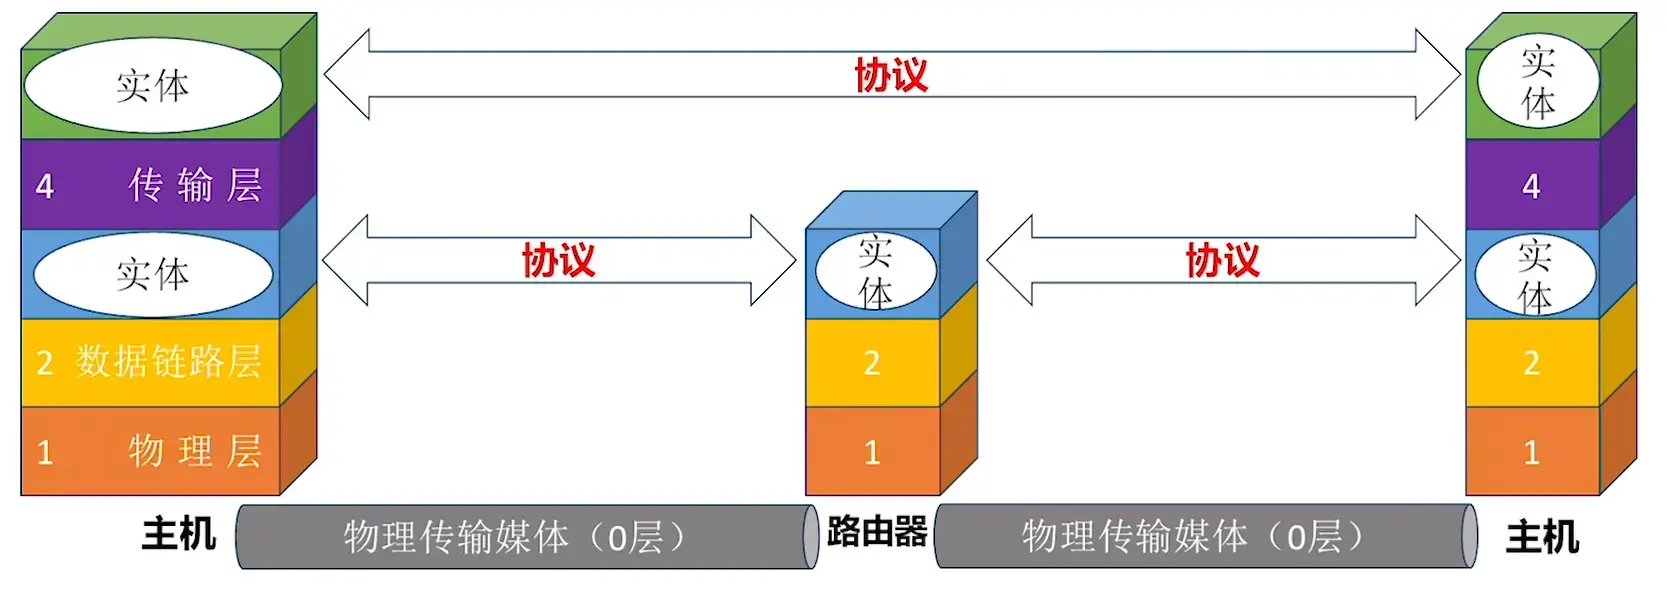 实体
协议
实
体
4 传输层
4
实体
协议
实
体
协议
实
体
2 数据链路层
2
2
1 物理层
1
1
主机
物理传输媒体（0层）
路由器
物理传输媒体（0层）
主机